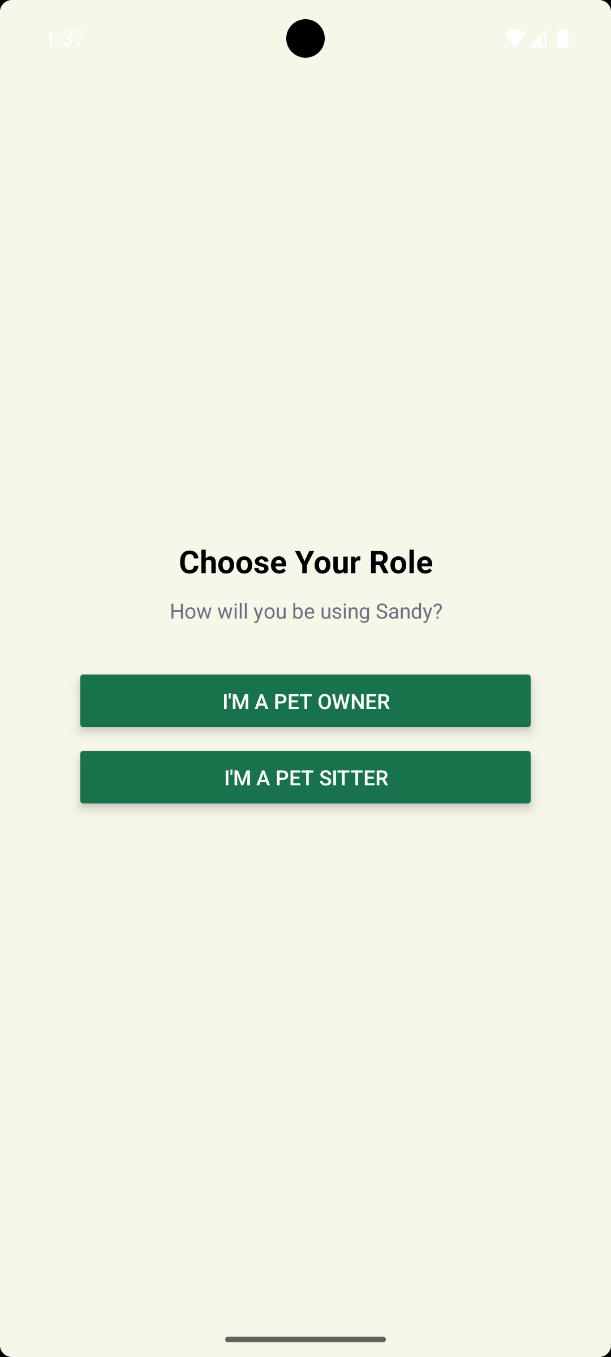 1:37
Choose Your Role
How will you be using Sandy?
I'M A PET OWNER
I'M A PET SITTER